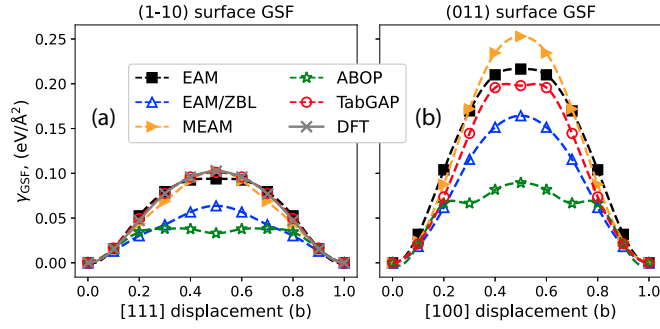 (1-10) surface GSF
(011) surface GSF
γGSF, (eV/Å²)
0.25
0.20
0.15
0.10
0.05
0.00
EAM
EAM/ZBL
MEAM
ABOP
TabGAP
DFT
(a)
(b)
0.0 0.2 0.4 0.6 0.8 1.0
0.0 0.2 0.4 0.6 0.8 1.0
[111] displacement (b)
[100] displacement (b)